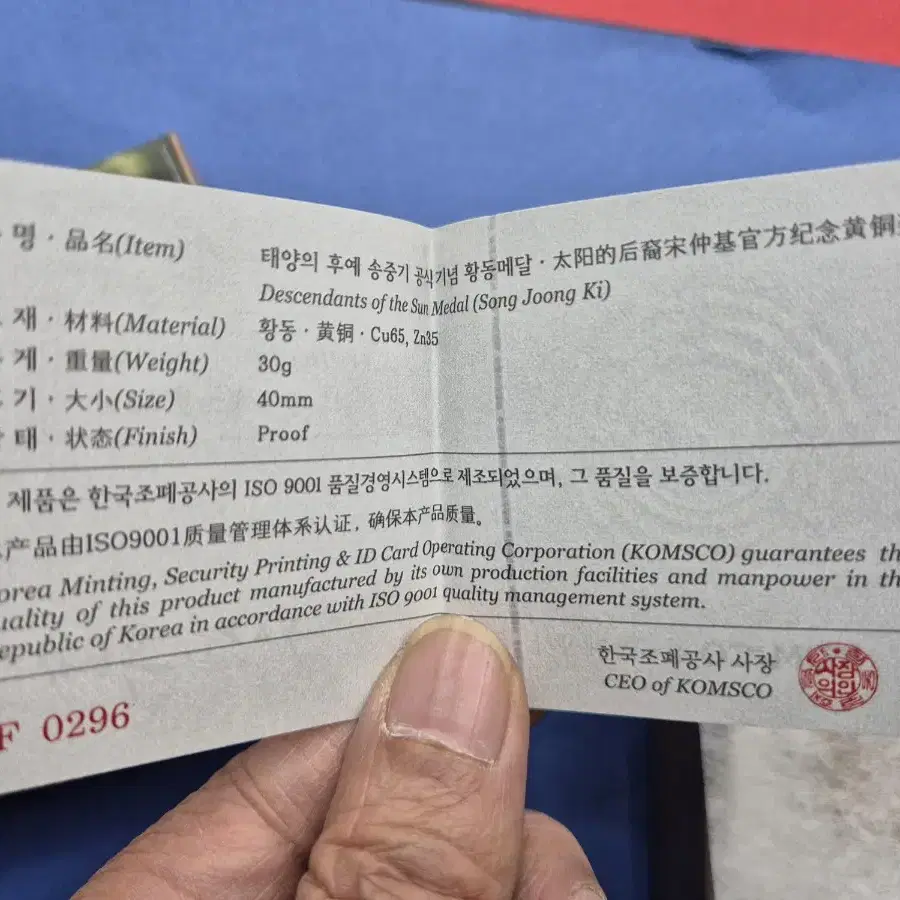 명 · 品名(Item) 태양의 후예 송중기 공식기념 황동메달 · 太阳的后裔宋仲基官方纪念黄铜
Descendants of the Sun Medal (Song Joong Ki)
재 · 材料(Material) 황동 · 黄铜 · Cu65, Zn35
게 · 重量(Weight) 30g
기 · 大小(Size) 40mm
태 · 状态(Finish) Proof
제품은 한국조폐공사의 ISO 9001 품질경영시스템으로 제조되었으며, 그 품질을 보증합니다.
产品由ISO9001质量管理体系认证, 确保本产品质量。
orea Minting, Security Printing & ID Card Operating Corporation (KOMSCO) guarantees th
uality of this product manufactured by its own production facilities and manpower in th
epublic of Korea in accordance with ISO 9001 quality management system.
한국조폐공사 사장
CEO of KOMSCO
F 0296